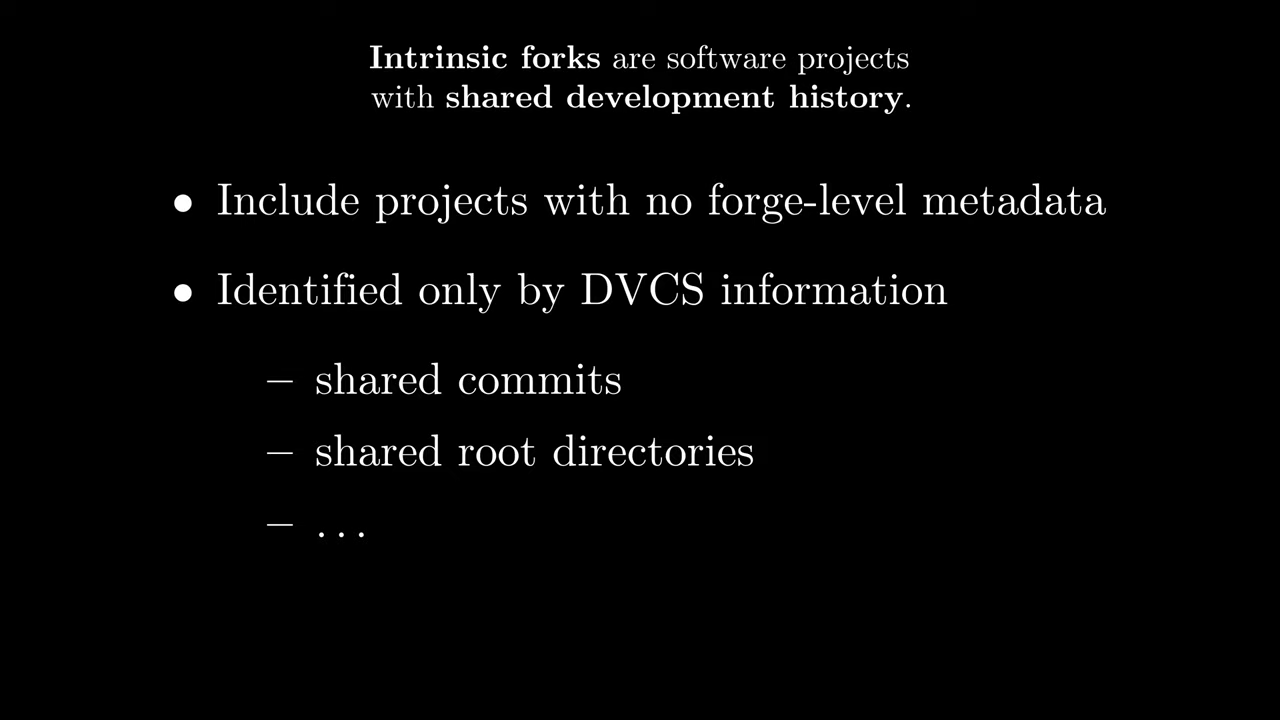 Intrinsic forks are software projects
with shared development history.
• Include projects with no forge-level metadata
• Identified only by DVCS information
– shared commits
– shared root directories
– ...